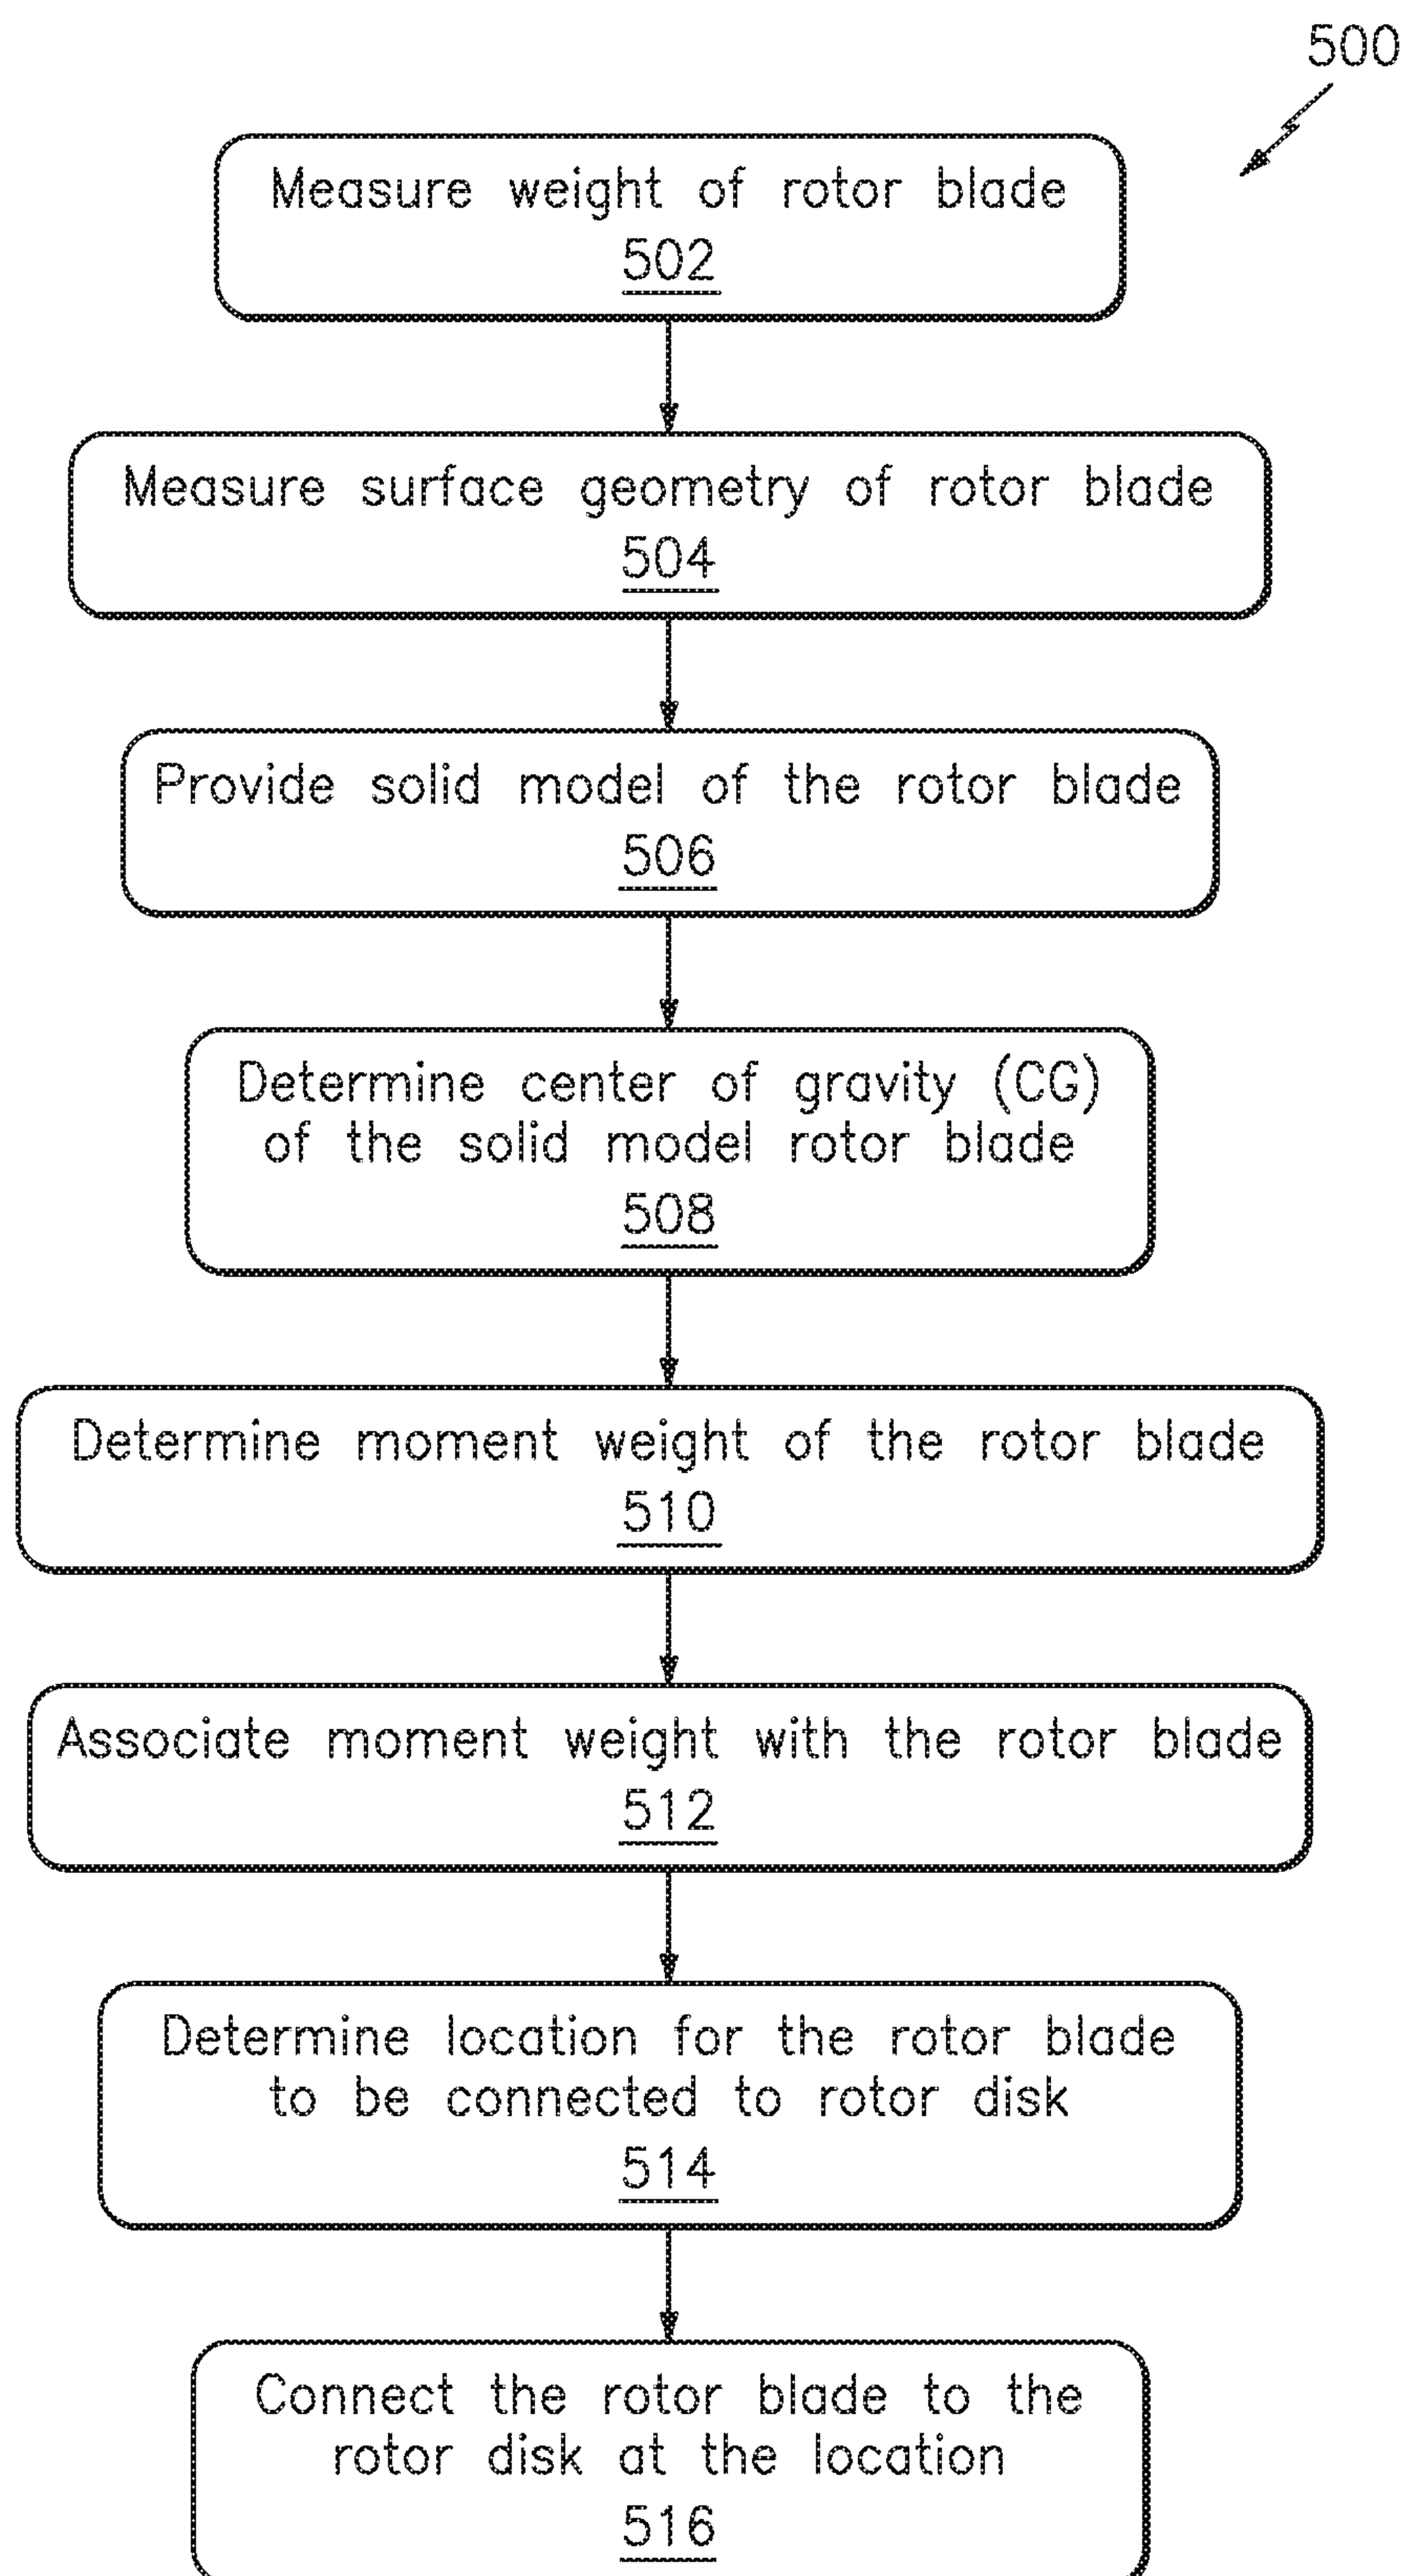 500
Measure weight of rotor blade
502
Measure surface geometry of rotor blade
504
Provide solid model of the rotor blade
506
Determine center of gravity (CG)
of the solid model rotor blade
508
Determine moment weight of the rotor blade
510
Associate moment weight with the rotor blade
512
Determine location for the rotor blade
to be connected to rotor disk
514
Connect the rotor blade to the
rotor disk at the location
516